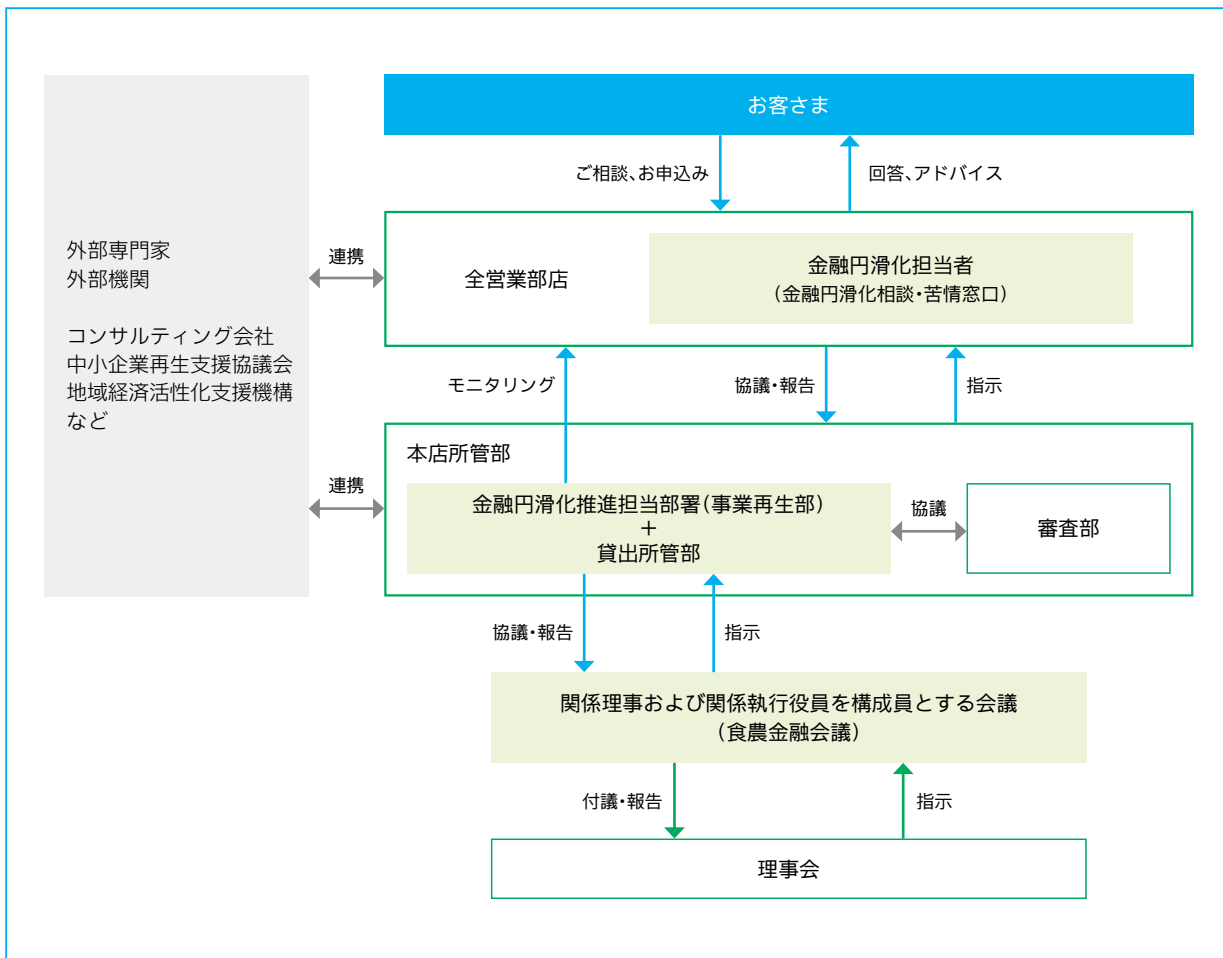 お客さま
ご相談、お申込み
回答、アドバイス
外部専門家
外部機関
コンサルティング会社
中小企業再生支援協議会
地域経済活性化支援機構
など
連携
全営業部店
金融円滑化担当者
（金融円滑化相談・苦情窓口）
モニタリング
協議・報告
指示
連携
本店所管部
金融円滑化推進担当部署（事業再生部）
＋
貸出所管部
協議
審査部
協議・報告
指示
関係理事および関係執行役員を構成員とする会議
（食農金融会議）
付議・報告
指示
理事会